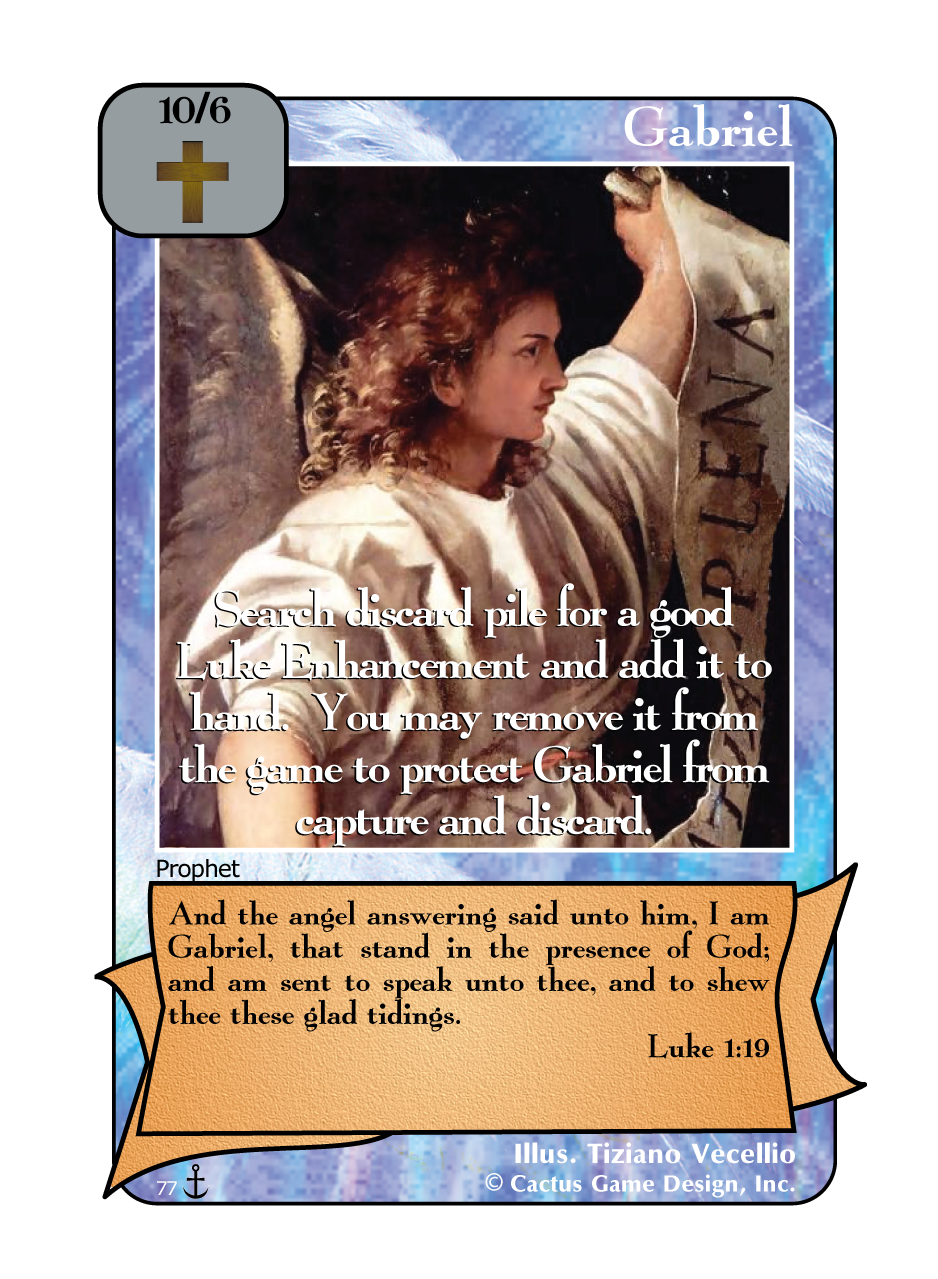 10/6
Gabriel
PLENA
Search discard pile for a good
Luke Enhancement and add it to
hand. You may remove it from
the game to protect Gabriel from
capture and discard.
Prophet
And the angel answering said unto him, I am
Gabriel, that stand in the presence of God;
and am sent to speak unto thee, and to shew
thee these glad tidings.
Luke 1:19
Illus. Tiziano Vecellio
77
© Cactus Game Design, Inc.